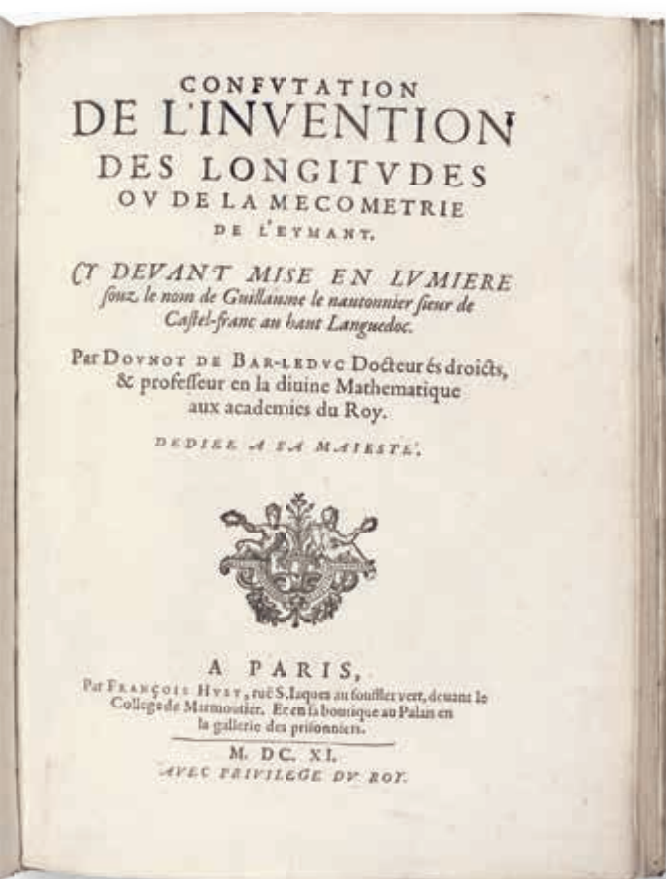 CONFVTATION
DE L'INVENTION
DES LONGITVDES
OV DE LA MECOMETRIE
DE L'EYMANT.
CY DEVANT MISE EN LVMIERE
ſouz le nom de Guillaume le nautonnier ſieur de
Caſtel-franc au haut Languedoc.
Par DOVNOT DE BAR-LEDVC Docteur és droicts,
& profeſſeur en la diuine Mathematique
aux academies du Roy.
DEDIEE A SA MAIESTE'.
A PARIS,
Par FRANÇOIS HVBY, ruë S. Iaques au soufflet vert, deuant le
College de Marmoutier. Et en ſa boutique au Palais en
la gallerie des priſonniers.
M. DC. XI.
AVEC PRIVILEGE DV ROY.